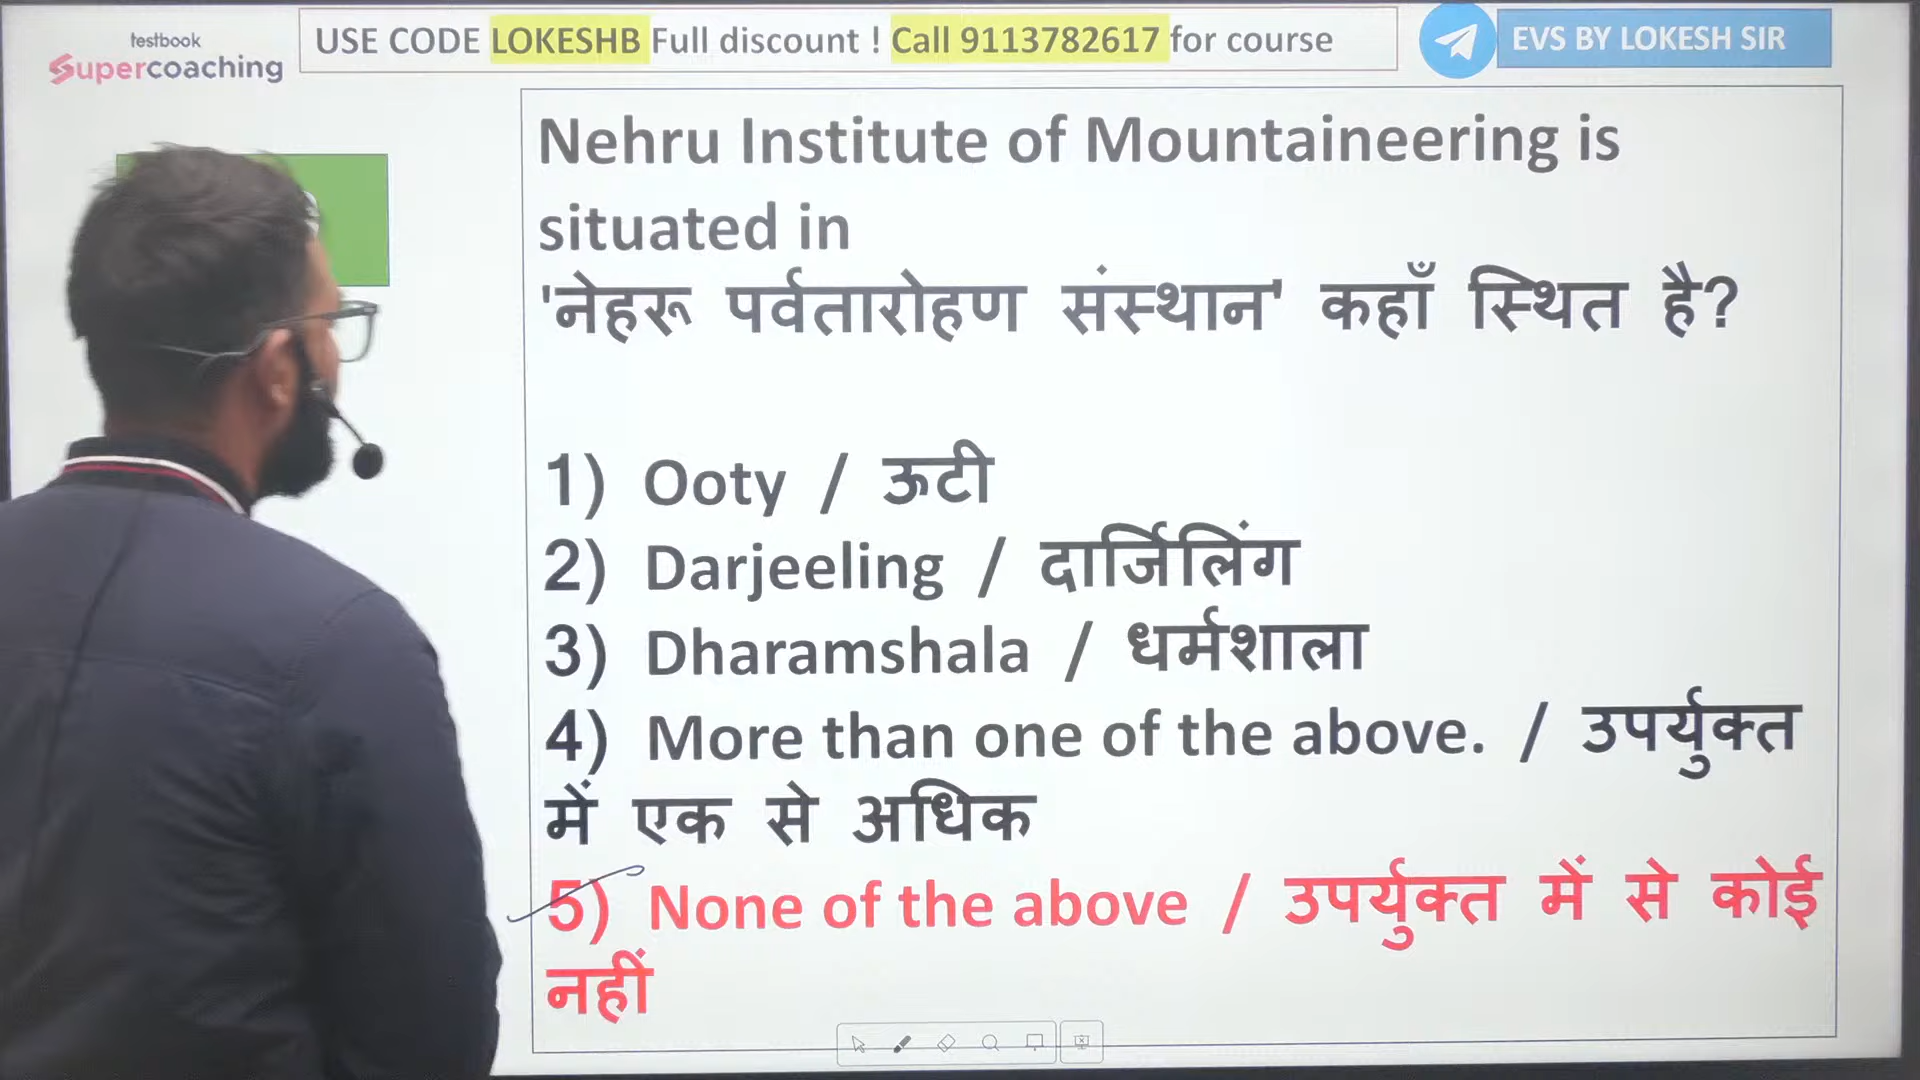 testbook
Supercoaching
USE CODE LOKESHB Full discount ! Call 9113782617 for course
EVS BY LOKESH SIR
Nehru Institute of Mountaineering is
situated in
'नेहरू पर्वतारोहण संस्थान' कहाँ स्थित है?
1) Ooty / ऊटी
2) Darjeeling / दार्जिलिंग
3) Dharamshala / धर्मशाला
4) More than one of the above. / उपर्युक्त
में एक से अधिक
5) None of the above / उपर्युक्त में से कोई
नहीं